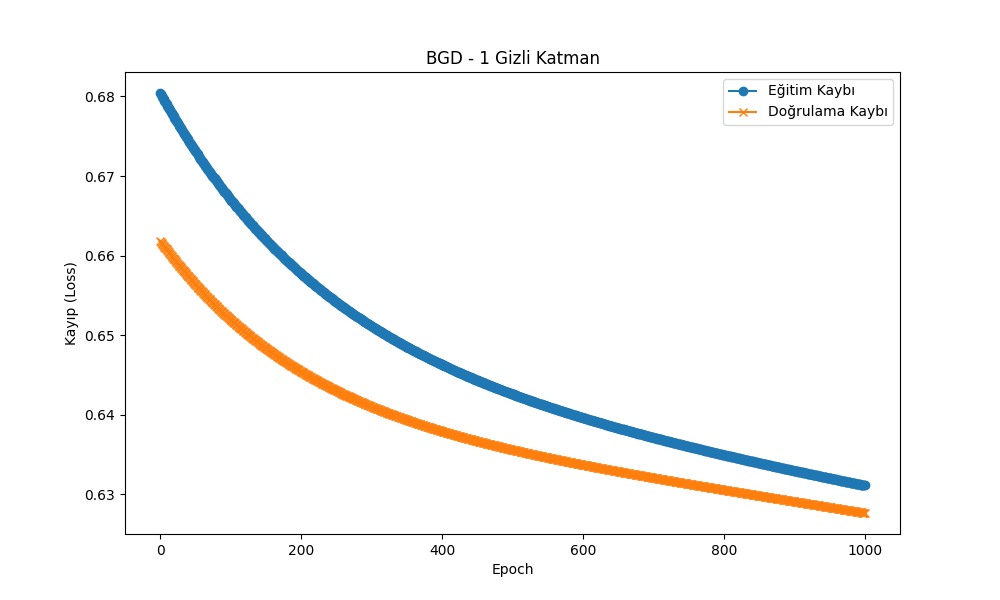 BGD - 1 Gizli Katman
Eğitim Kaybı
Doğrulama Kaybı
Kayıp (Loss)
0.68
0.67
0.66
0.65
0.64
0.63
0
200
400
600
800
1000
Epoch